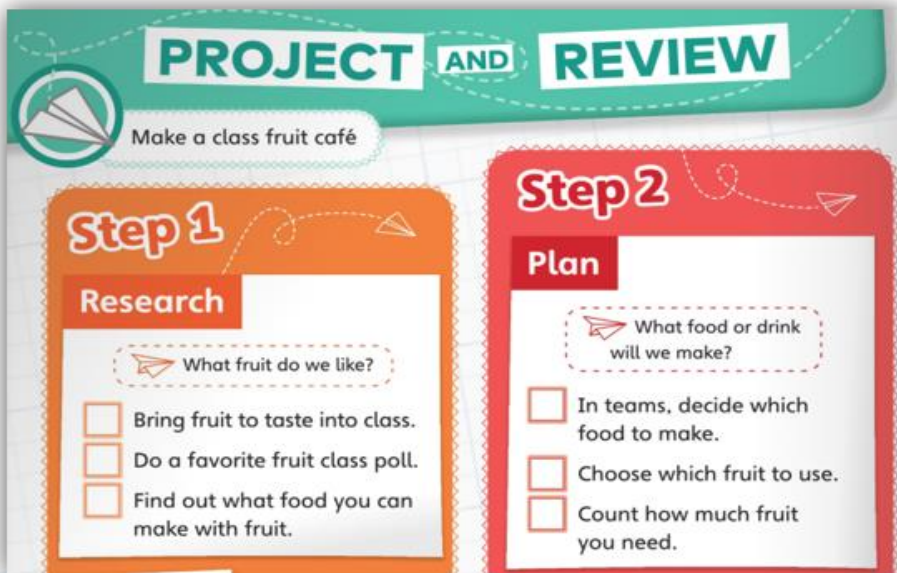 PROJECT AND REVIEW
Make a class fruit café
Step 1
Research
What fruit do we like?
Bring fruit to taste into class.
Do a favorite fruit class poll.
Find out what food you can
make with fruit.
Step 2
Plan
What food or drink
will we make?
In teams, decide which
food to make.
Choose which fruit to use.
Count how much fruit
you need.